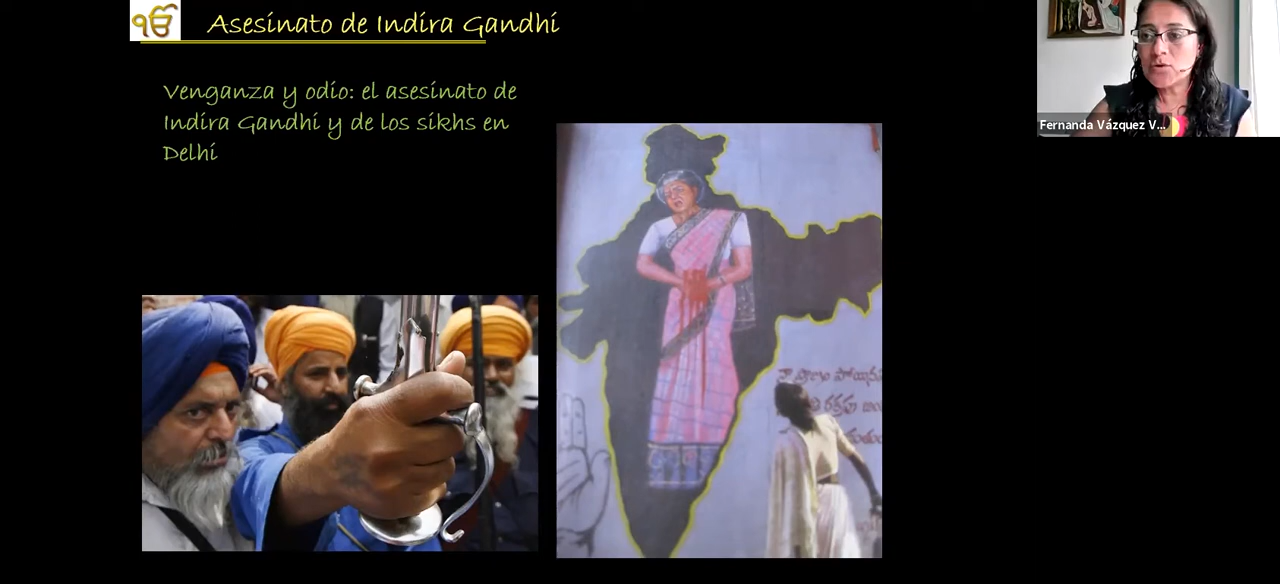 ੴ Asesinato de Indira Gandhi
Venganza y odio: el asesinato de
Indira Gandhi y de los sikhs en
Delhi
Fernanda Vázquez V...